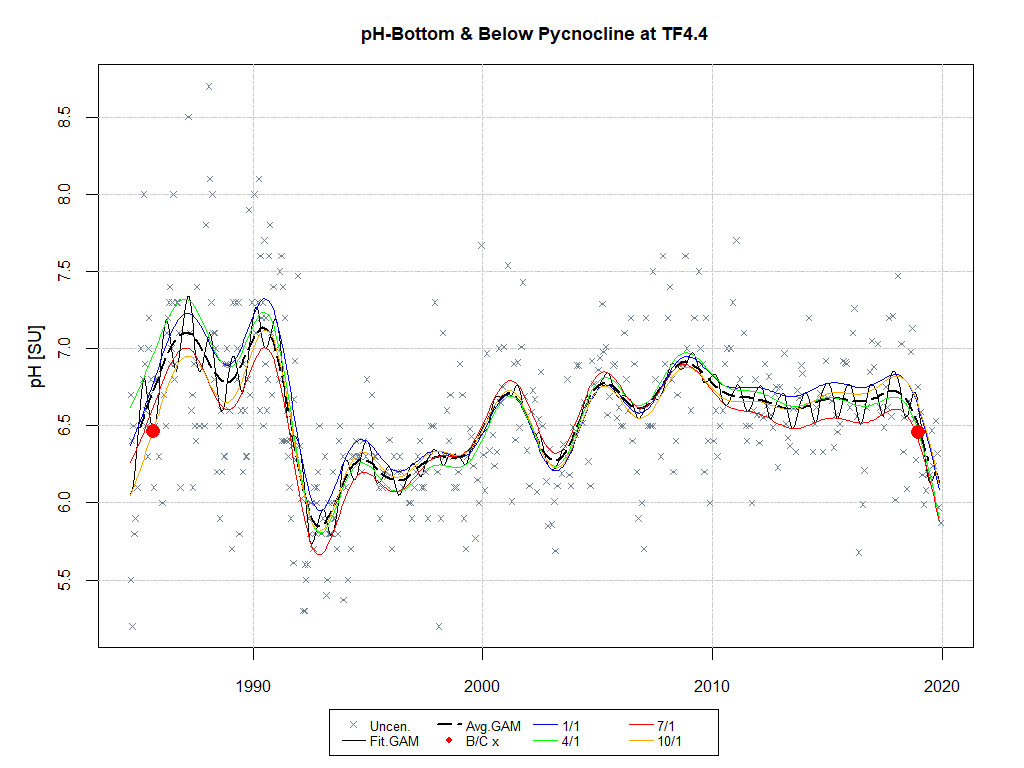 pH-Bottom & Below Pycnocline at TF4.4
pH [SU]
8.5
8.0
7.5
7.0
6.5
6.0
5.5
1990 2000 2010 2020
Uncen. Avg.GAM 1/1 7/1
Fit.GAM B/C x 4/1 10/1